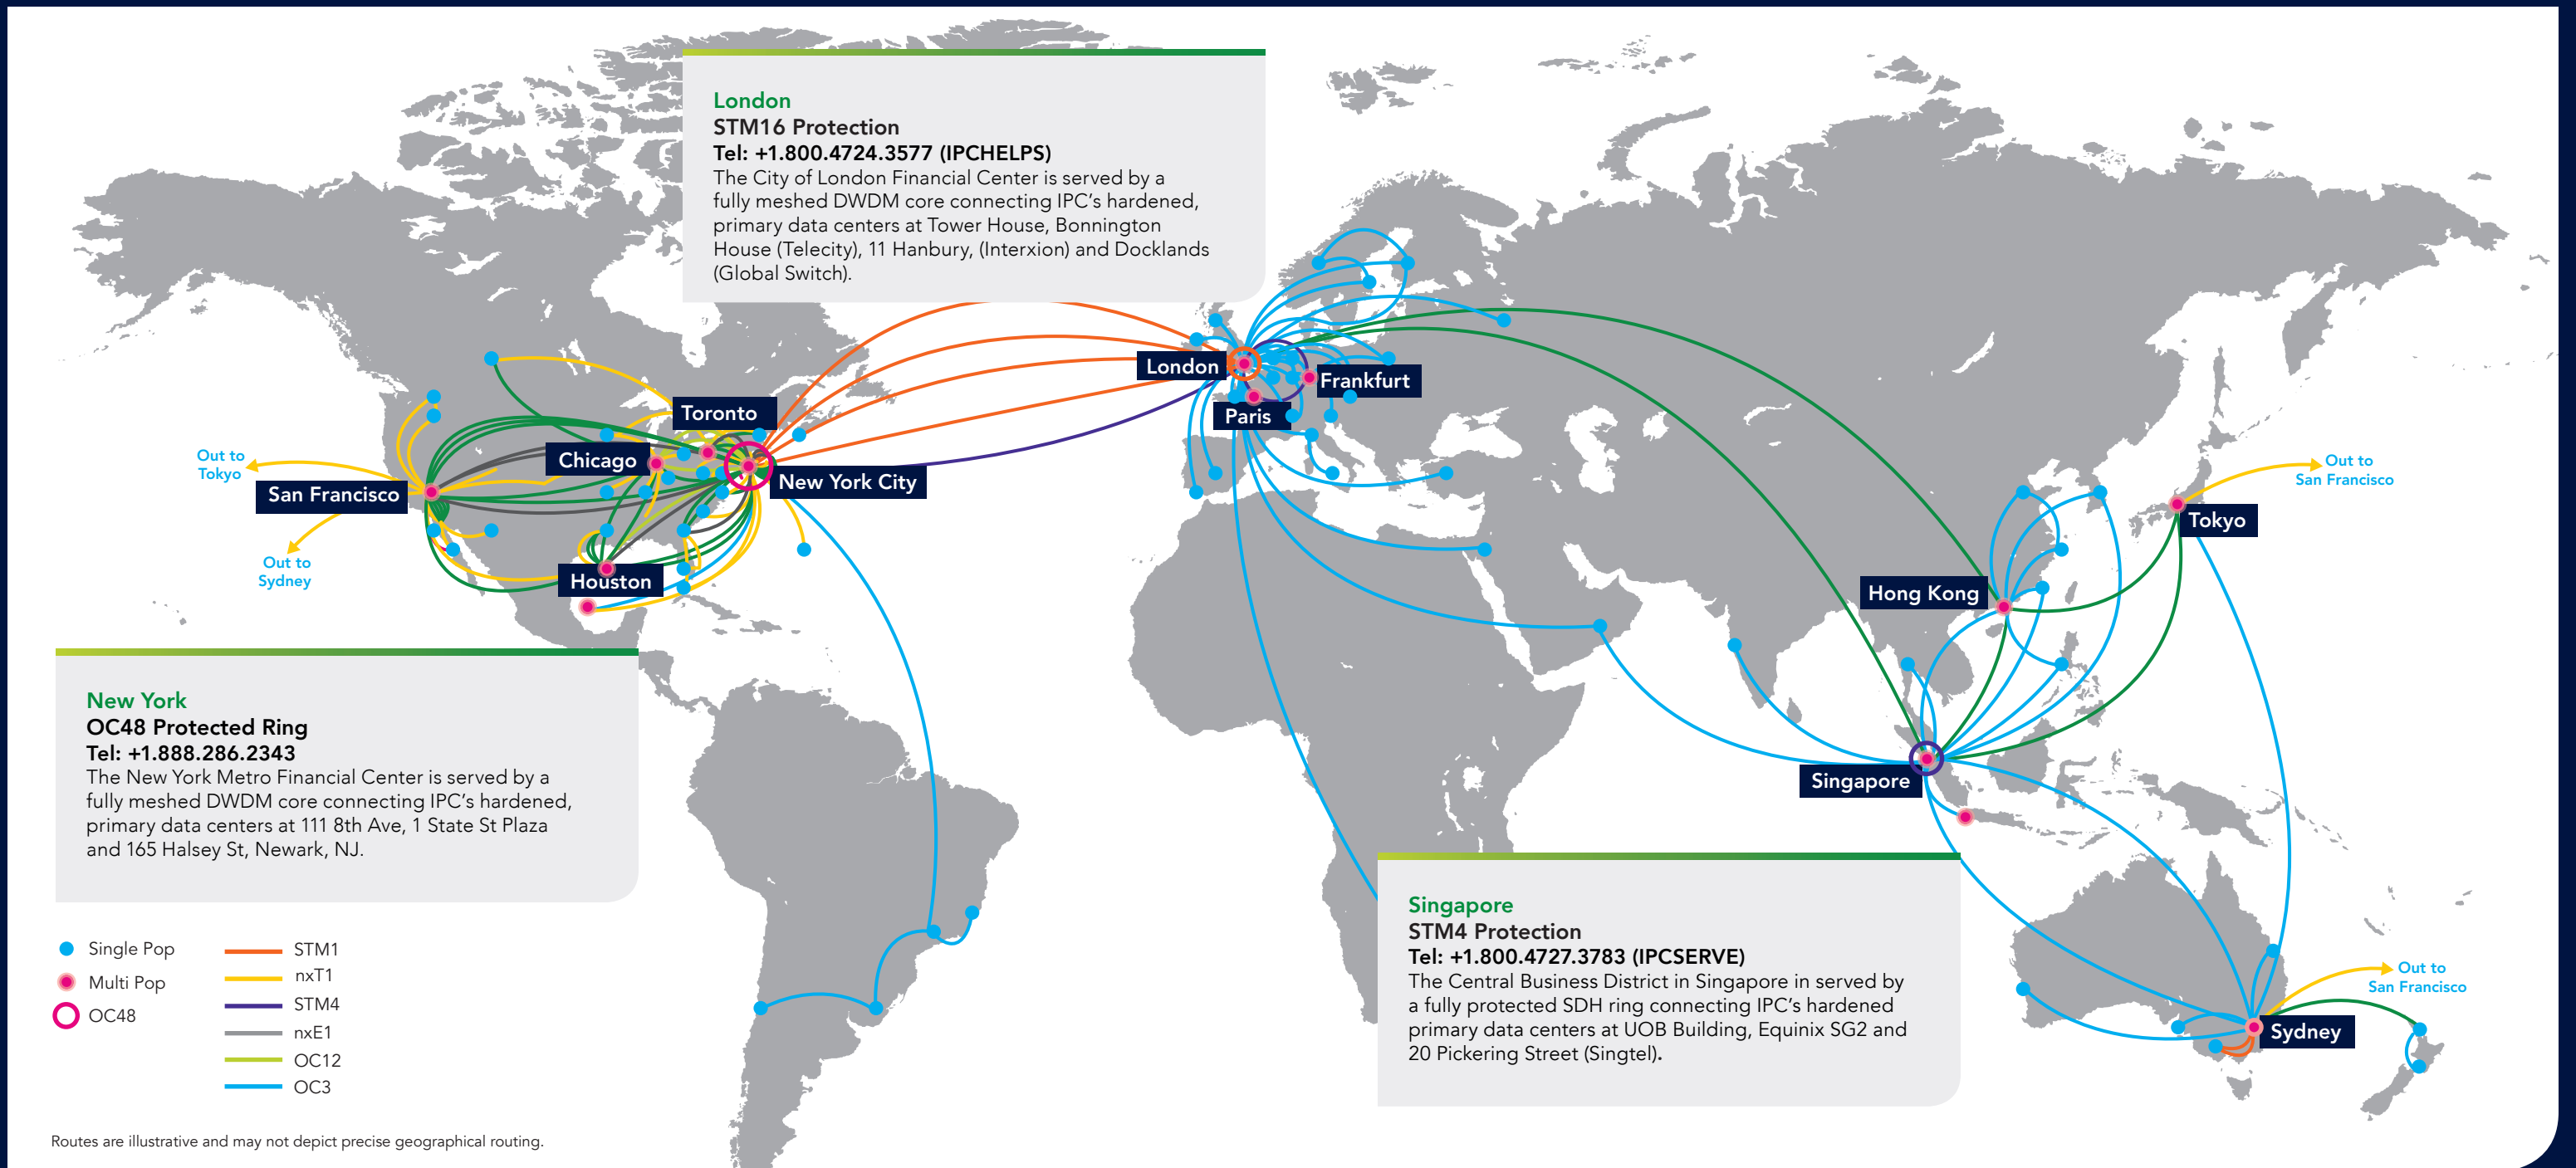 London
STM16 Protection
Tel: +1.800.4724.3577 (IPCHELPS)
The City of London Financial Center is served by a
fully meshed DWDM core connecting IPC’s hardened,
primary data centers at Tower House, Bonnington
House (Telecity), 11 Hanbury, (Interxion) and Docklands
(Global Switch).
London
Frankfurt
Paris
Toronto
Chicago
New York City
San Francisco
Houston
Out to
Tokyo
Out to
Sydney
Out to
San Francisco
Tokyo
Hong Kong
Singapore
New York
OC48 Protected Ring
Tel: +1.888.286.2343
The New York Metro Financial Center is served by a
fully meshed DWDM core connecting IPC’s hardened,
primary data centers at 111 8th Ave, 1 State St Plaza
and 165 Halsey St, Newark, NJ.
Singapore
STM4 Protection
Tel: +1.800.4727.3783 (IPCSERVE)
The Central Business District in Singapore in served by
a fully protected SDH ring connecting IPC’s hardened
primary data centers at UOB Building, Equinix SG2 and
20 Pickering Street (Singtel).
Out to
San Francisco
Sydney
Single Pop
Multi Pop
OC48
STM1
nxT1
STM4
nxE1
OC12
OC3
Routes are illustrative and may not depict precise geographical routing.